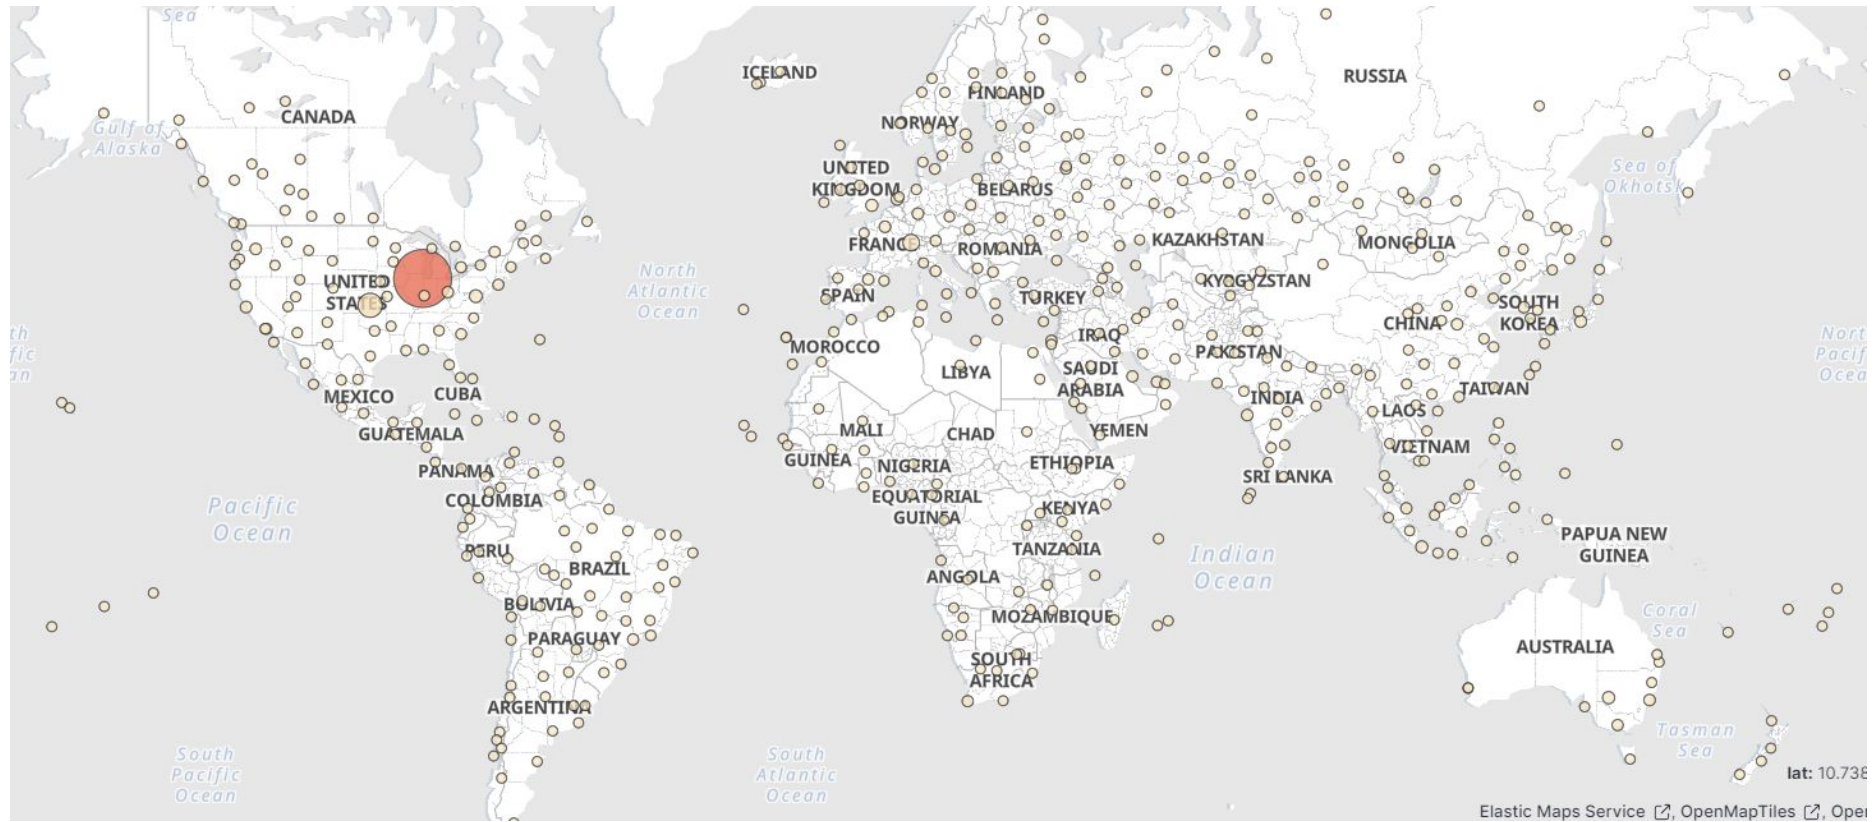 Sea
ICELAND
RUSSIA
CANADA
FINLAND
NORWAY
Gulf of
Alaska
UNITED
KINGDOM
BELARUS
Sea of
Okhotsk
FRANCE
ROMANIA
KAZAKHSTAN
MONGOLIA
North
Atlantic
Ocean
UNITED
STATES
SPAIN
TURKEY
KYRGYZSTAN
SOUTH
KOREA
CHINA
MOROCCO
IRAQ
PAKISTAN
LIBYA
SAUDI
ARABIA
MEXICO
CUBA
INDIA
TAIWAN
LAOS
GUATEMALA
MALI
CHAD
YEMEN
VIETNAM
PANAMA
GUINEA
NIGERIA
ETHIOPIA
SRI LANKA
COLOMBIA
EQUATORIAL
GUINEA
KENYA
Pacific
Ocean
PERU
BRAZIL
TANZANIA
Indian
Ocean
PAPUA NEW
GUINEA
ANGOLA
BOLIVIA
MOZAMBIQUE
Coral
Sea
PARAGUAY
AUSTRALIA
SOUTH
AFRICA
ARGENTINA
Tasman
Sea
South
Pacific
Ocean
South
Atlantic
Ocean
lat: 10.738
Elastic Maps Service , OpenMapTiles , Ope